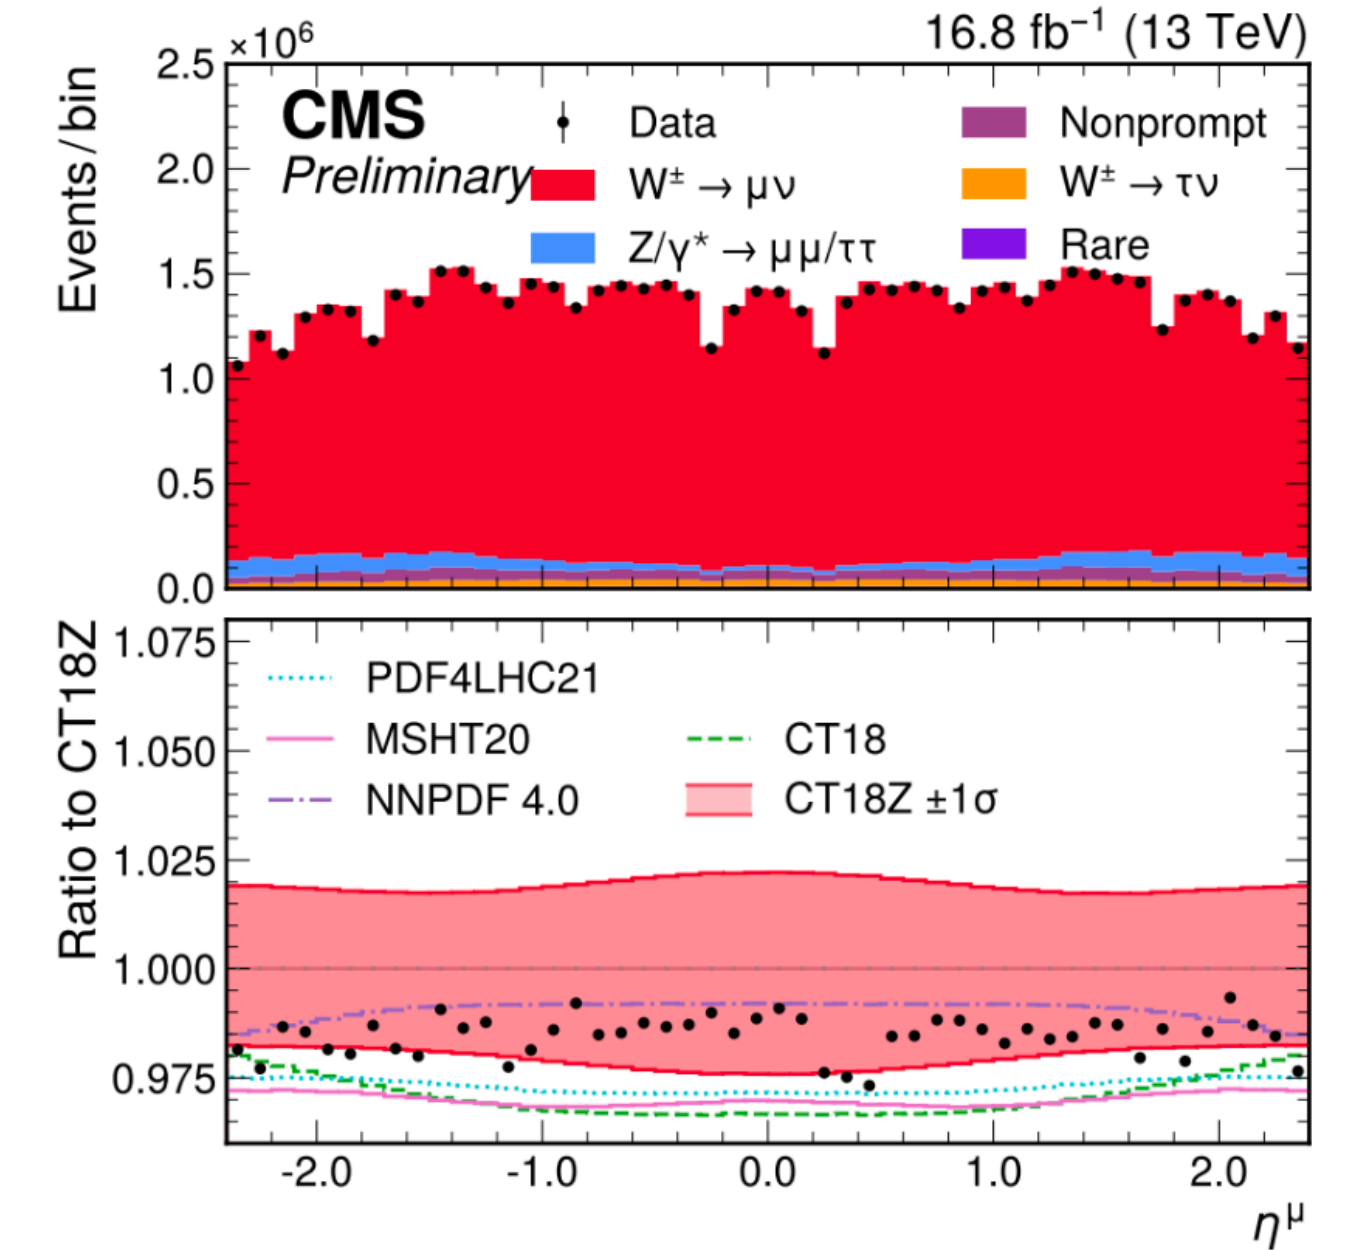 ×10⁶
16.8 fb⁻¹ (13 TeV)
Events/bin
2.5
2.0
1.5
1.0
0.5
0.0
CMS
Preliminary
Data
Nonprompt
W± → μν
W± → τν
Z/γ* → μμ/ττ
Rare
Ratio to CT18Z
1.075
1.050
1.025
1.000
0.975
PDF4LHC21
MSHT20
CT18
NNPDF 4.0
CT18Z ±1σ
-2.0 -1.0 0.0 1.0 2.0
η^μ